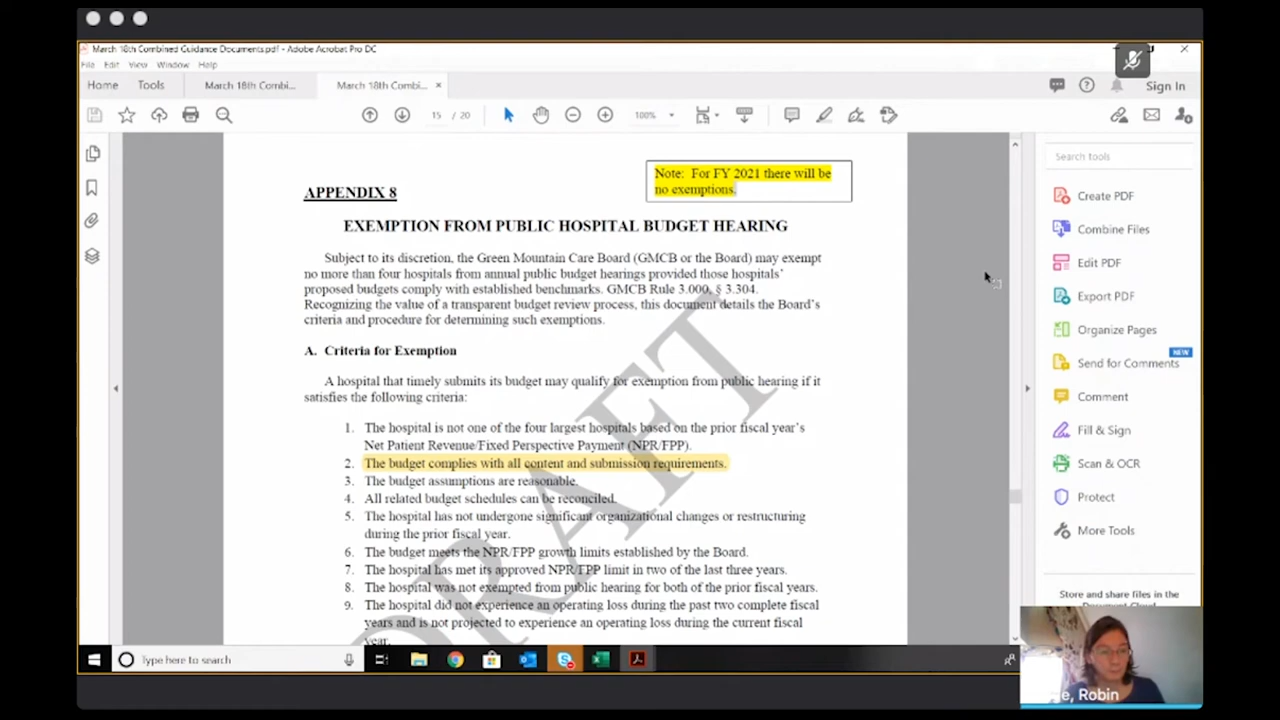 March 18th Combined Guidance Documents.pdf - Adobe Acrobat Pro DC
File Edit View Window Help
Home Tools March 18th Combi... March 18th Combi... × Sign In
15 / 20 100%
Note: For FY 2021 there will be
no exemptions.
APPENDIX 8
EXEMPTION FROM PUBLIC HOSPITAL BUDGET HEARING
Subject to its discretion, the Green Mountain Care Board (GMCB or the Board) may exempt
no more than four hospitals from annual public budget hearings provided those hospitals'
proposed budgets comply with established benchmarks. GMCB Rule 3.000, § 3.304.
Recognizing the value of a transparent budget review process, this document details the Board's
criteria and procedure for determining such exemptions.
A. Criteria for Exemption
A hospital that timely submits its budget may qualify for exemption from public hearing if it
satisfies the following criteria:
1. The hospital is not one of the four largest hospitals based on the prior fiscal year's
Net Patient Revenue/Fixed Perspective Payment (NPR/FPP).
2. The budget complies with all content and submission requirements.
3. The budget assumptions are reasonable.
4. All related budget schedules can be reconciled.
5. The hospital has not undergone significant organizational changes or restructuring
during the prior fiscal year.
6. The budget meets the NPR/FPP growth limits established by the Board.
7. The hospital has met its approved NPR/FPP limit in two of the last three years.
8. The hospital was not exempted from public hearing for both of the prior fiscal years.
9. The hospital did not experience an operating loss during the past two complete fiscal
years and is not projected to experience an operating loss during the current fiscal
year.
DRAFT
Search tools
Create PDF
Combine Files
Edit PDF
Export PDF
Organize Pages
NEW
Send for Comments
Comment
Fill & Sign
Scan & OCR
Protect
More Tools
Store and share files in the
Document Cloud
Type here to search
e, Robin